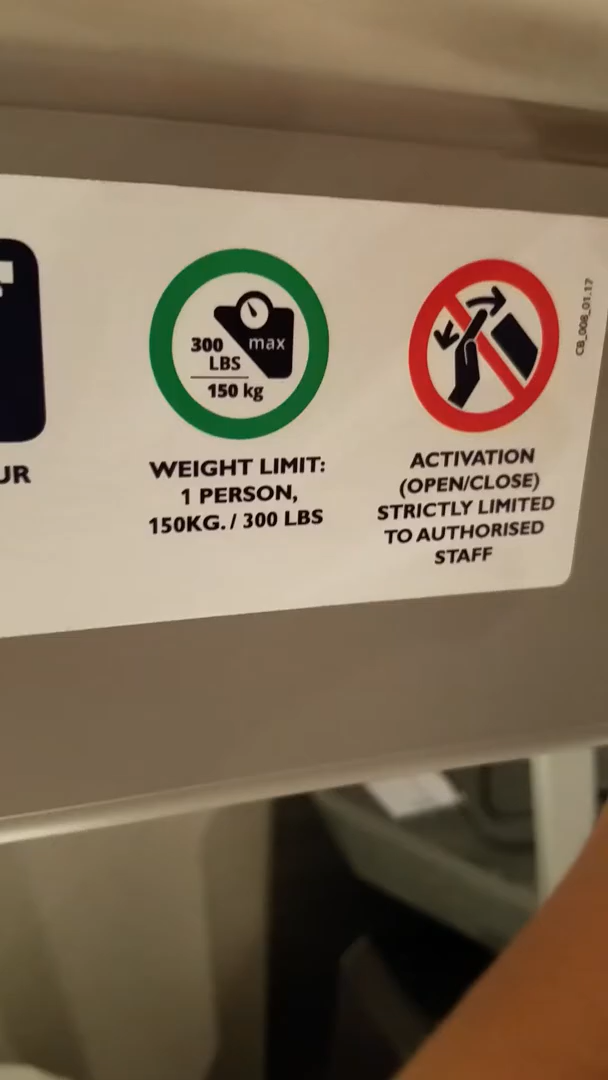 UR
300
LBS
max
150 kg
WEIGHT LIMIT:
1 PERSON,
150KG. / 300 LBS
ACTIVATION
(OPEN/CLOSE)
STRICTLY LIMITED
TO AUTHORISED
STAFF
CB_008_01.17